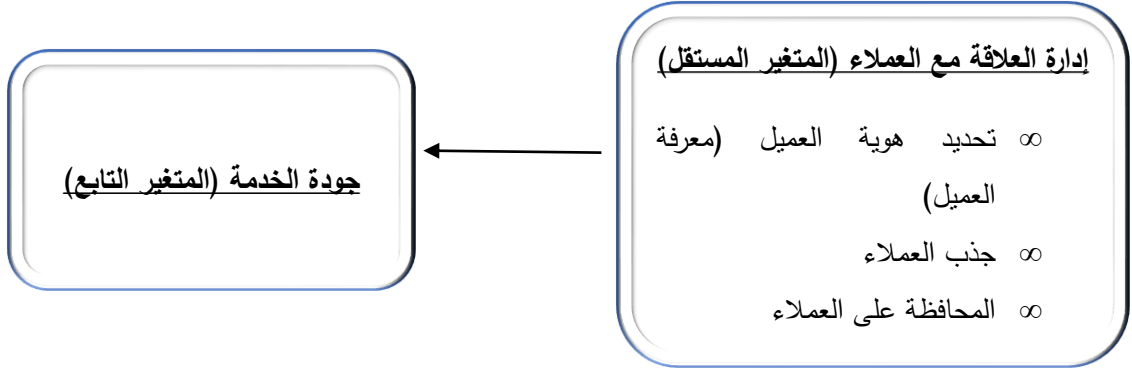 إدارة العلاقة مع العملاء (المتغير المستقل)
∞ تحديد هوية العميل (معرفة
العميل)
∞ جذب العملاء
∞ المحافظة على العملاء
جودة الخدمة (المتغير التابع)